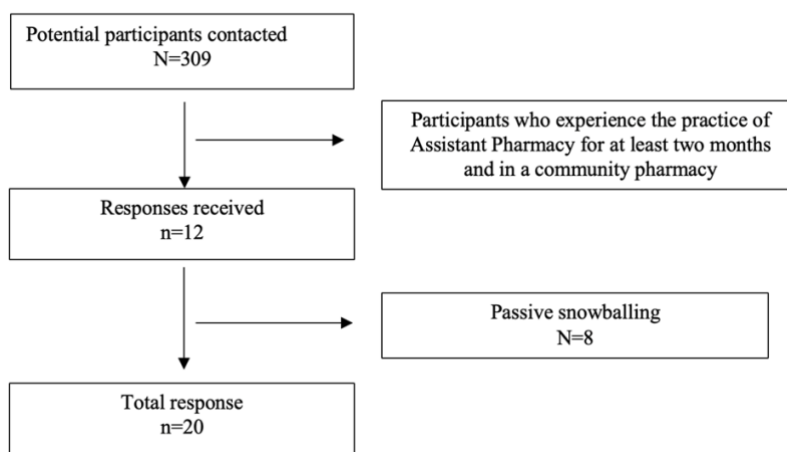 Potential participants contacted
N=309
Participants who experience the practice of
Assistant Pharmacy for at least two months
and in a community pharmacy
Responses received
n=12
Passive snowballing
N=8
Total response
n=20